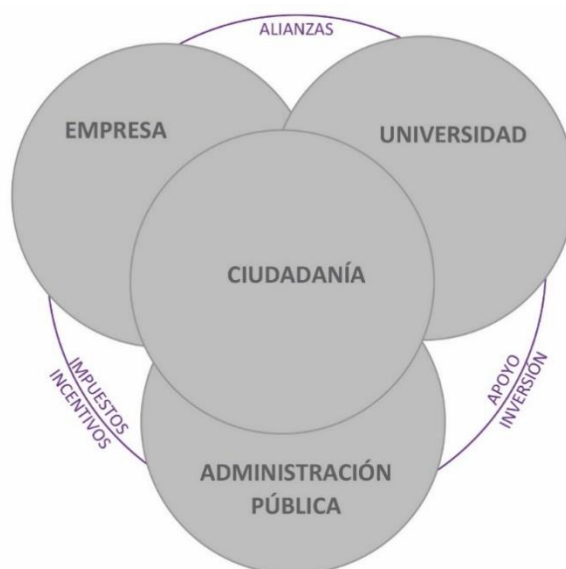 ALIANZAS
EMPRESA
UNIVERSIDAD
CIUDADANÍA
IMPUESTOS
INCENTIVOS
APOYO
INVERSIÓN
ADMINISTRACIÓN
PÚBLICA